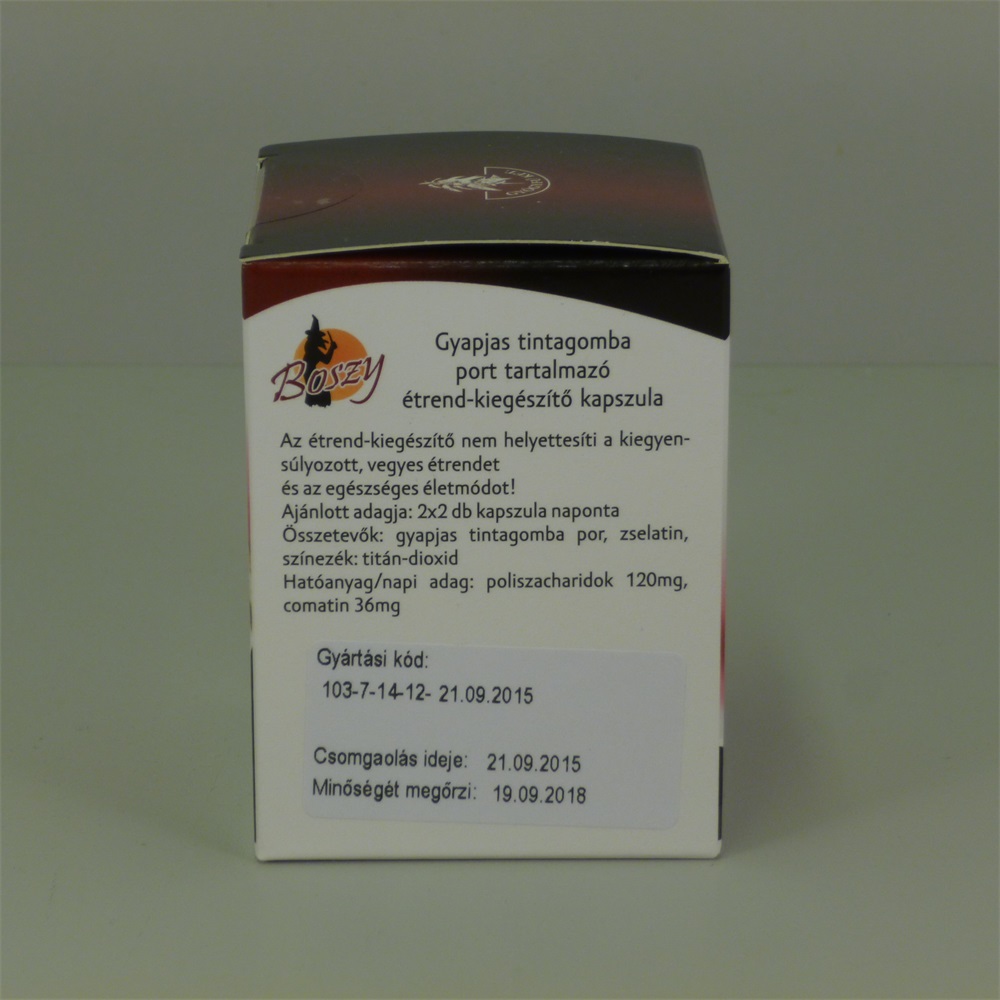 BOSZY
Gyapjas tintagomba
port tartalmazó
étrend-kiegészítő kapszula
Az étrend-kiegészítő nem helyettesíti a kiegyen-
súlyozott, vegyes étrendet
és az egészséges életmódot!
Ajánlott adagja: 2x2 db kapszula naponta
Összetevők: gyapjas tintagomba por, zselatin,
színezék: titán-dioxid
Hatóanyag/napi adag: poliszacharidok 120mg,
comatin 36mg
Gyártási kód:
103-7-14-12- 21.09.2015
Csomgaolás ideje: 21.09.2015
Minőségét megőrzi: 19.09.2018